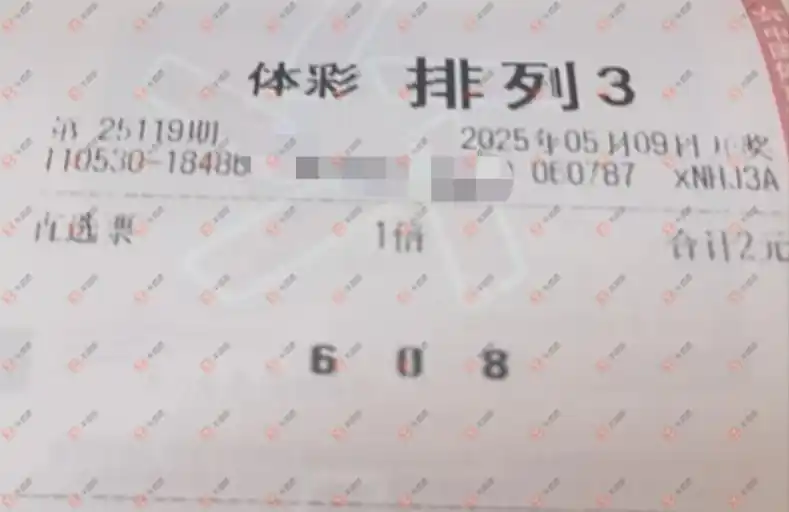 体彩 排列3
第 25119期 2025年05月09日开奖
110530-1848 060787 XNHJ3A
直选票 1倍 合计2元
6 0 8